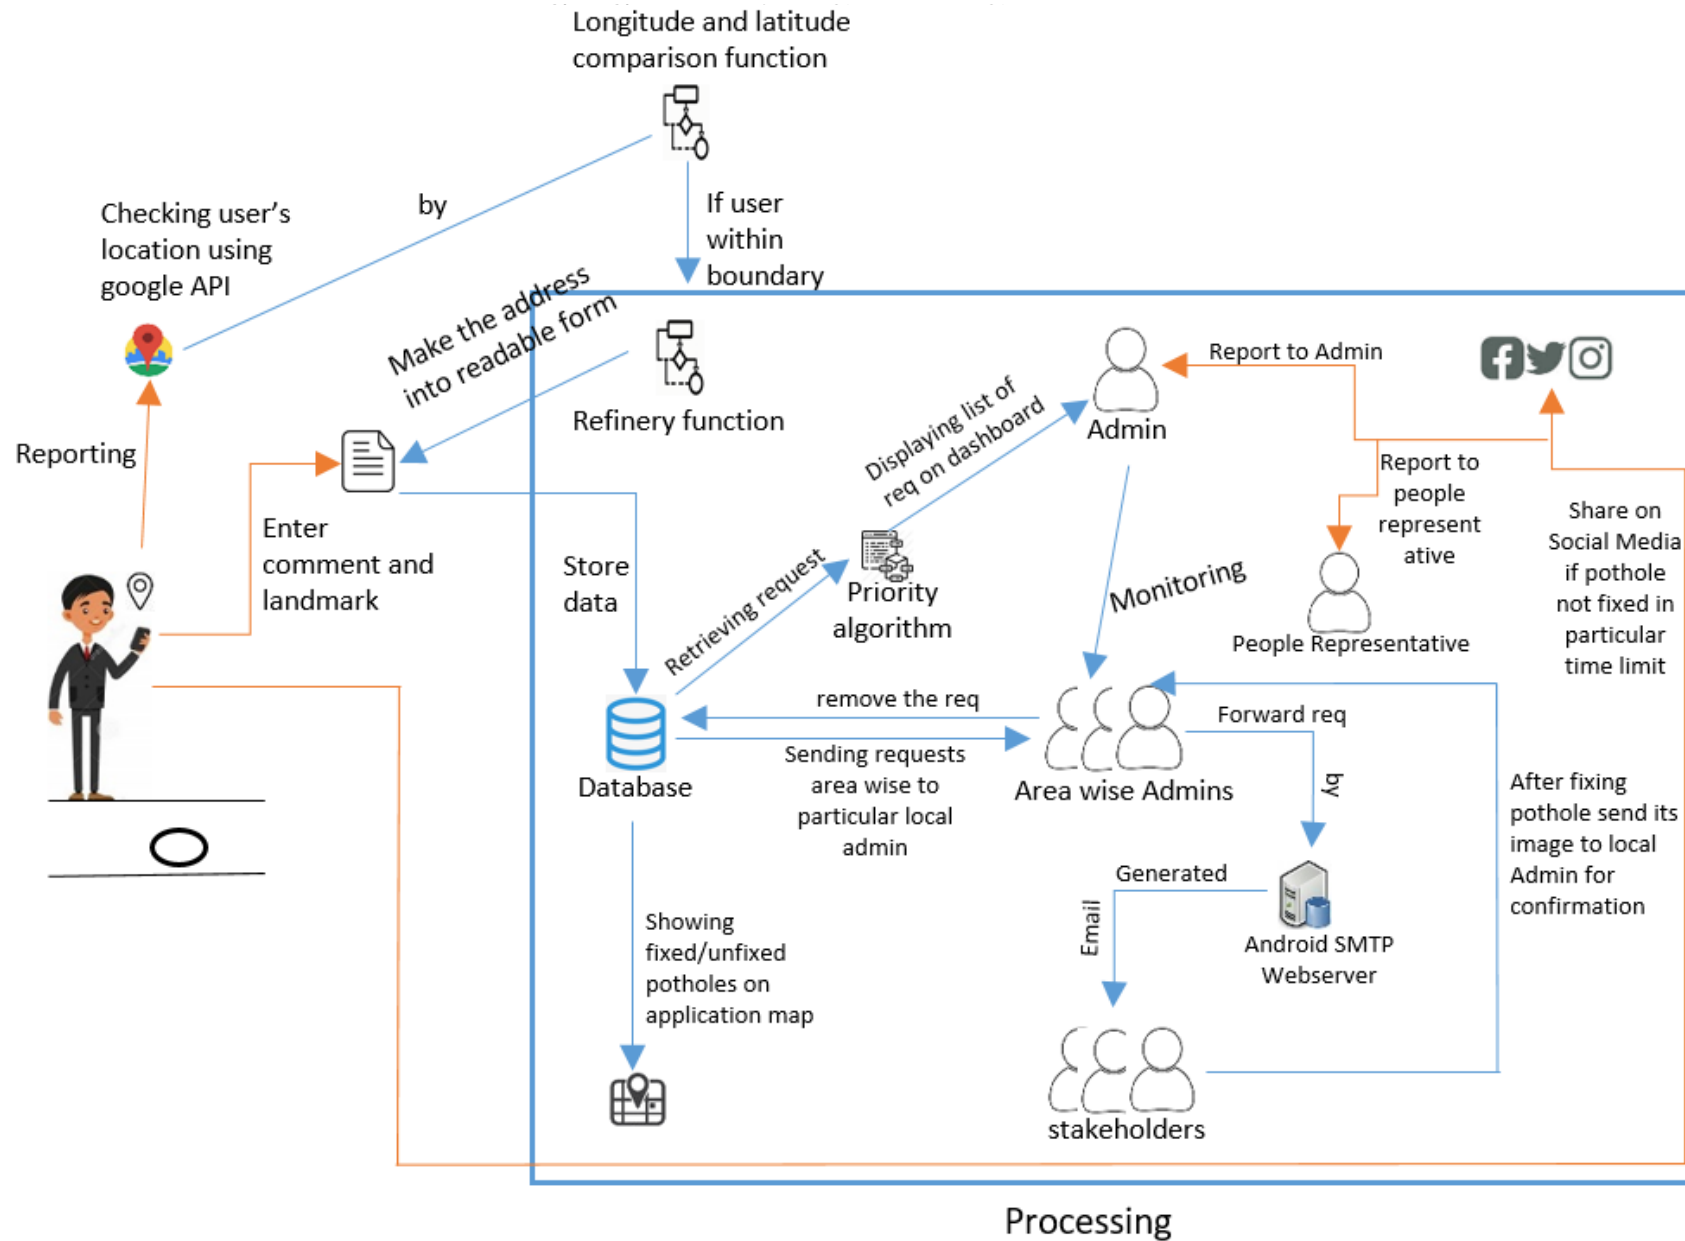 Longitude and latitude
comparison function
by
If user
within
boundary
Checking user's
location using
google API
Make the address
into readable form
Reporting
Refinery function
Enter
comment and
landmark
Store
data
Retrieving request
Priority
algorithm
Displaying list of
req on dashboard
Admin
Report to Admin
Report to
people
represent
ative
People Representative
Share on
Social Media
if pothole
not fixed in
particular
time limit
Monitoring
remove the req
Sending requests
area wise to
particular local
admin
Database
Area wise Admins
Forward req
by
After fixing
pothole send its
image to local
Admin for
confirmation
Generated
Email
Android SMTP
Webserver
Showing
fixed/unfixed
potholes on
application map
stakeholders
Processing